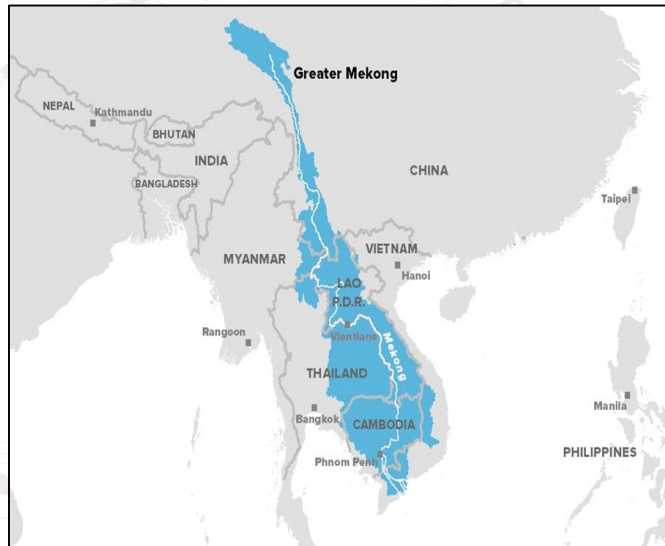 Greater Mekong
NEPAL
Kathmandu
BHUTAN
INDIA
CHINA
BANGLADESH
Taipei
MYANMAR
VIETNAM
Hanoi
LAO
P.D.R.
Rangoon
Vientiane
Mekong
THAILAND
Bangkok
CAMBODIA
Manila
PHILIPPINES
Phnom Penh